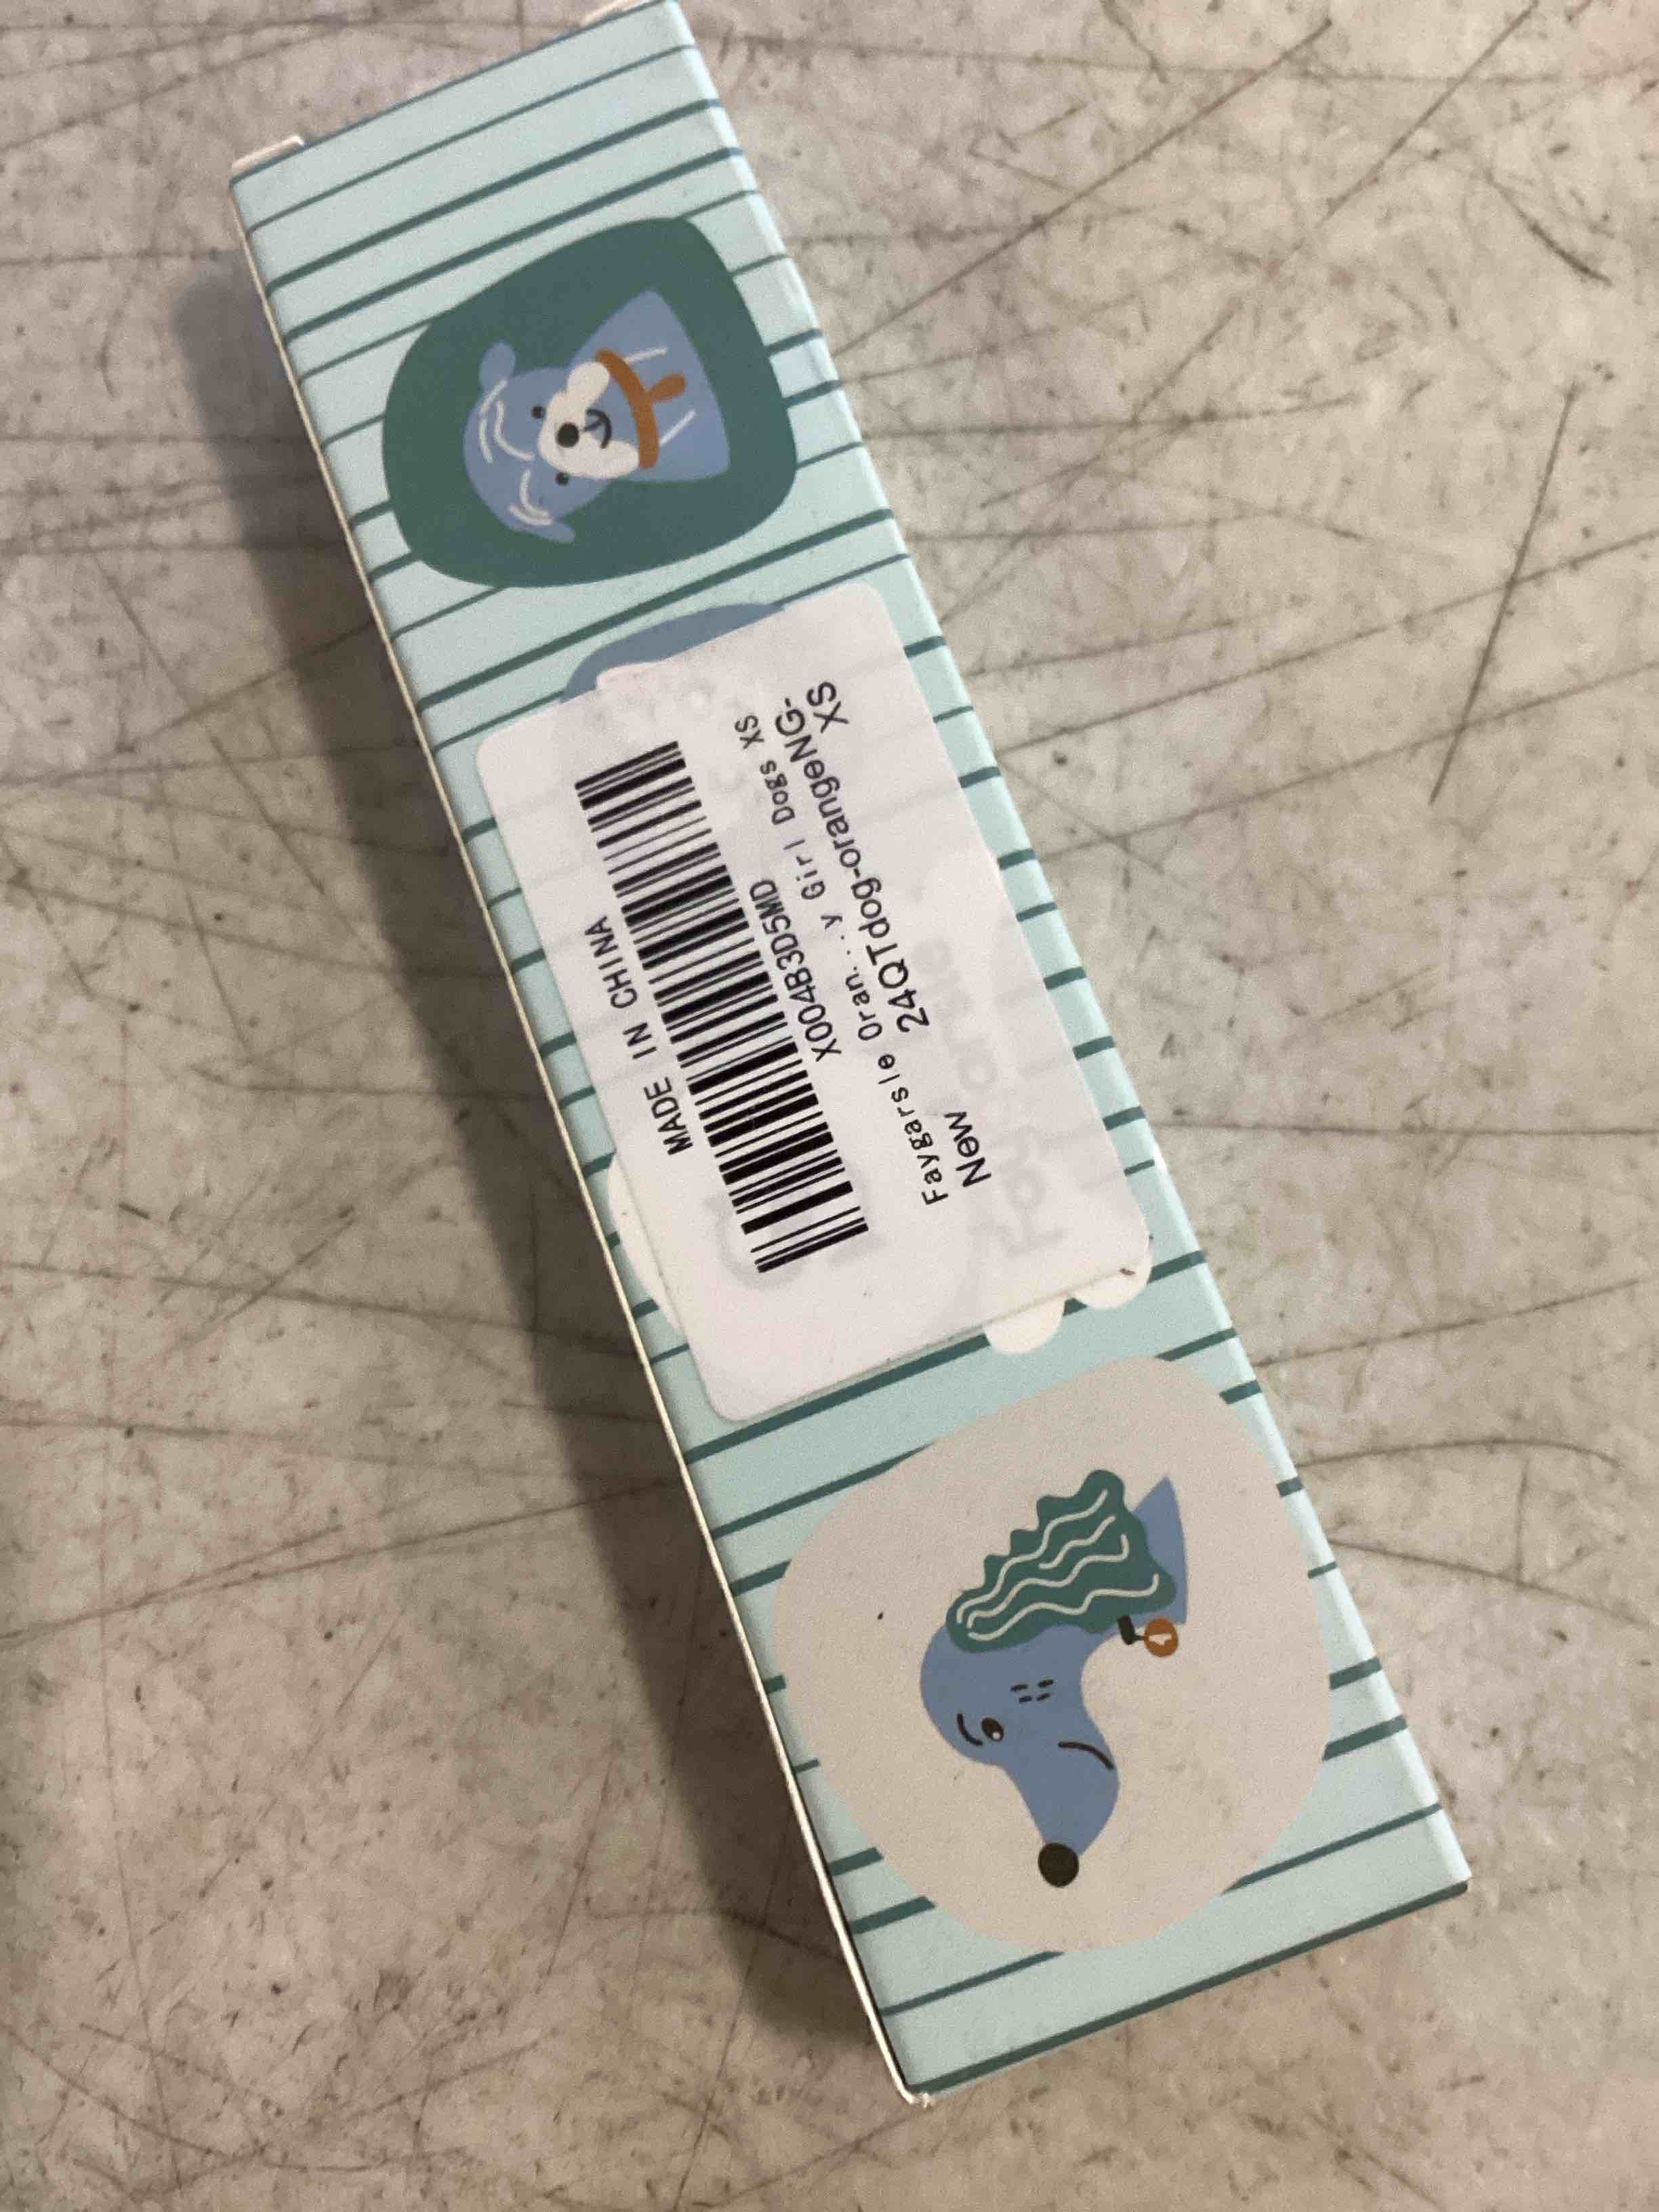 MADE IN CHINA
X004B3D5MD
Faygarsle Oran...y Girl Dogs XS
New 24QTdog-orangeNG-
XS